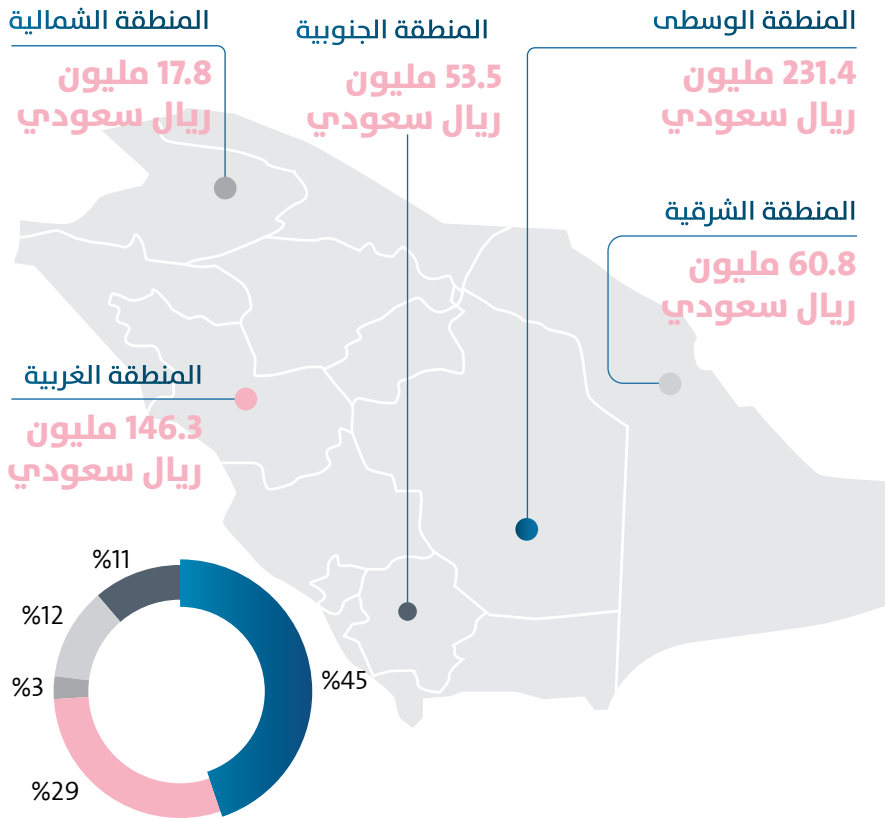 المنطقة الوسطى
231.4 مليون
ريال سعودي
المنطقة الجنوبية
53.5 مليون
ريال سعودي
المنطقة الشمالية
17.8 مليون
ريال سعودي
المنطقة الشرقية
60.8 مليون
ريال سعودي
المنطقة الغربية
146.3 مليون
ريال سعودي
%11
%12
%3
%45
%29